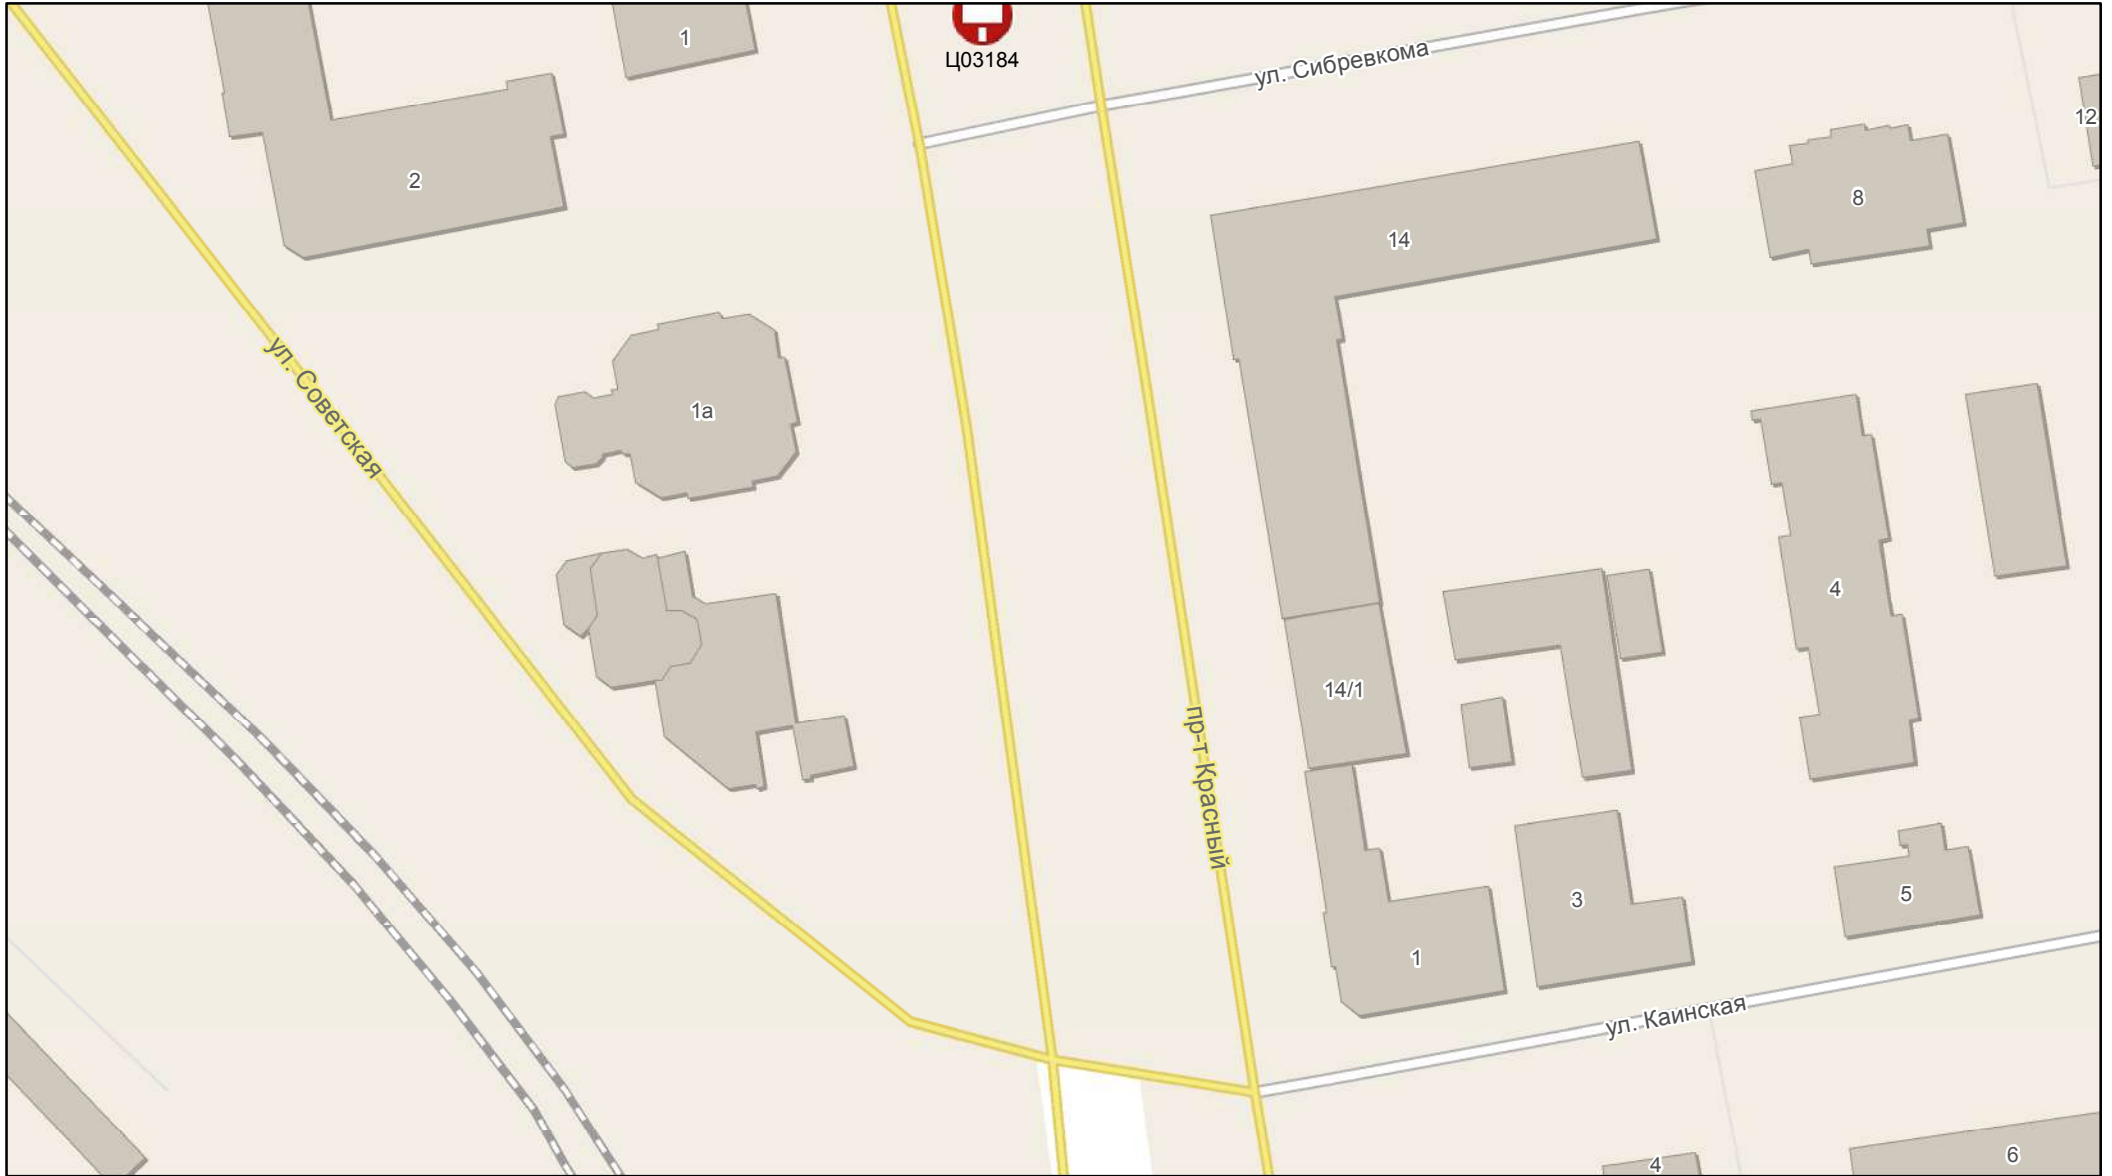 1
Ц03184
ул. Сибревкома
12
2
8
14
ул. Советская
1а
4
14/1
пр-т Красный
3
5
1
ул. Каинская
4
6